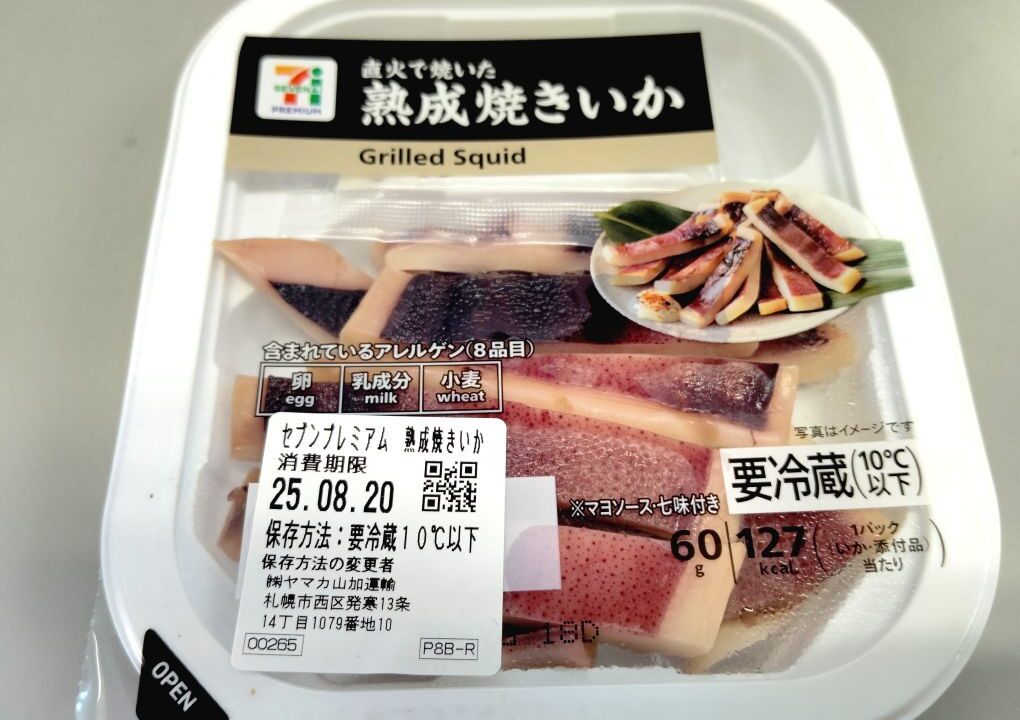 SEVEN
PREMIUM
直火で焼いた
熟成焼きいか
Grilled Squid
含まれているアレルゲン(8品目)
卵 乳成分 小麦
egg milk wheat
セブンプレミアム 熟成焼きいか
消費期限
25.08.20
保存方法:要冷蔵10℃以下
保存方法の変更者
㈱ヤマカ山加運輸
札幌市西区発寒13条
14丁目1079番地10
00265 P8B-R
写真はイメージです
要冷蔵(10℃以下)
※マヨソース・七味付き
60g 127kcal (1パック
いか・添付品
当たり)
18D
OPEN